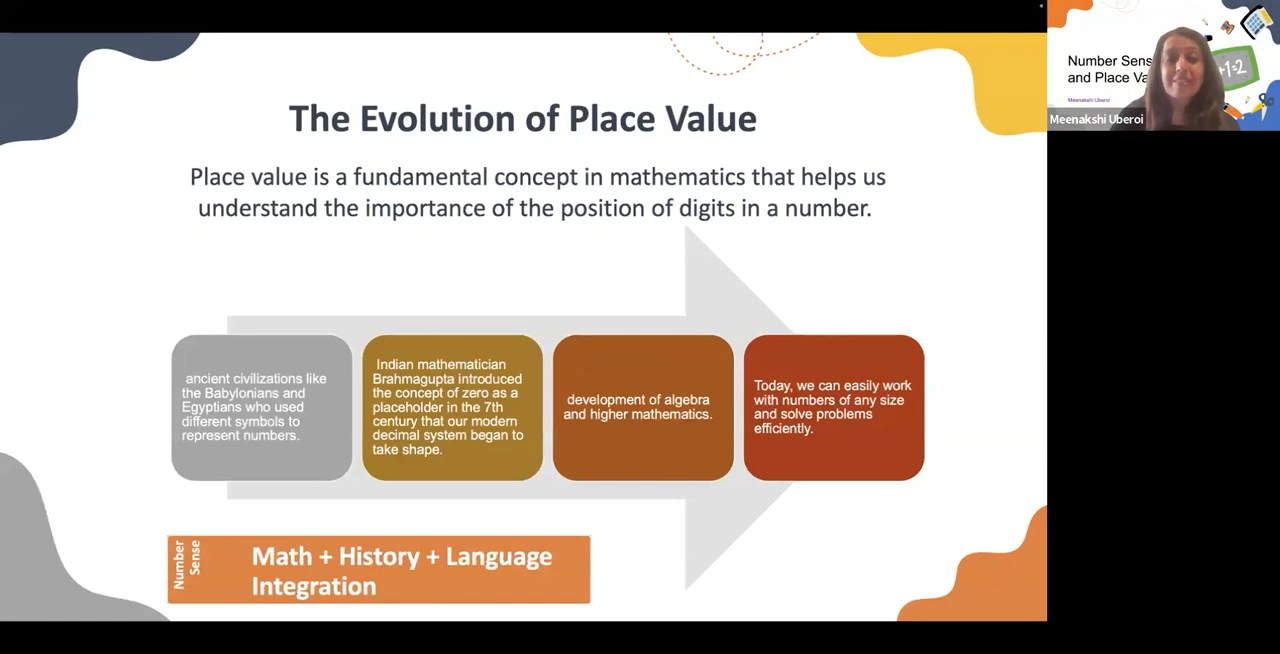 The Evolution of Place Value
Place value is a fundamental concept in mathematics that helps us
understand the importance of the position of digits in a number.
ancient civilizations like
the Babylonians and
Egyptians who used
different symbols to
represent numbers.
Indian mathematician
Brahmagupta introduced
the concept of zero as a
placeholder in the 7th
century that our modern
decimal system began to
take shape.
development of algebra
and higher mathematics.
Today, we can easily work
with numbers of any size
and solve problems
efficiently.
Number
Sense
Math + History + Language
Integration
Number Sens
and Place Va
Meenakshi Uberoi
+1=2
Meenakshi Uberoi